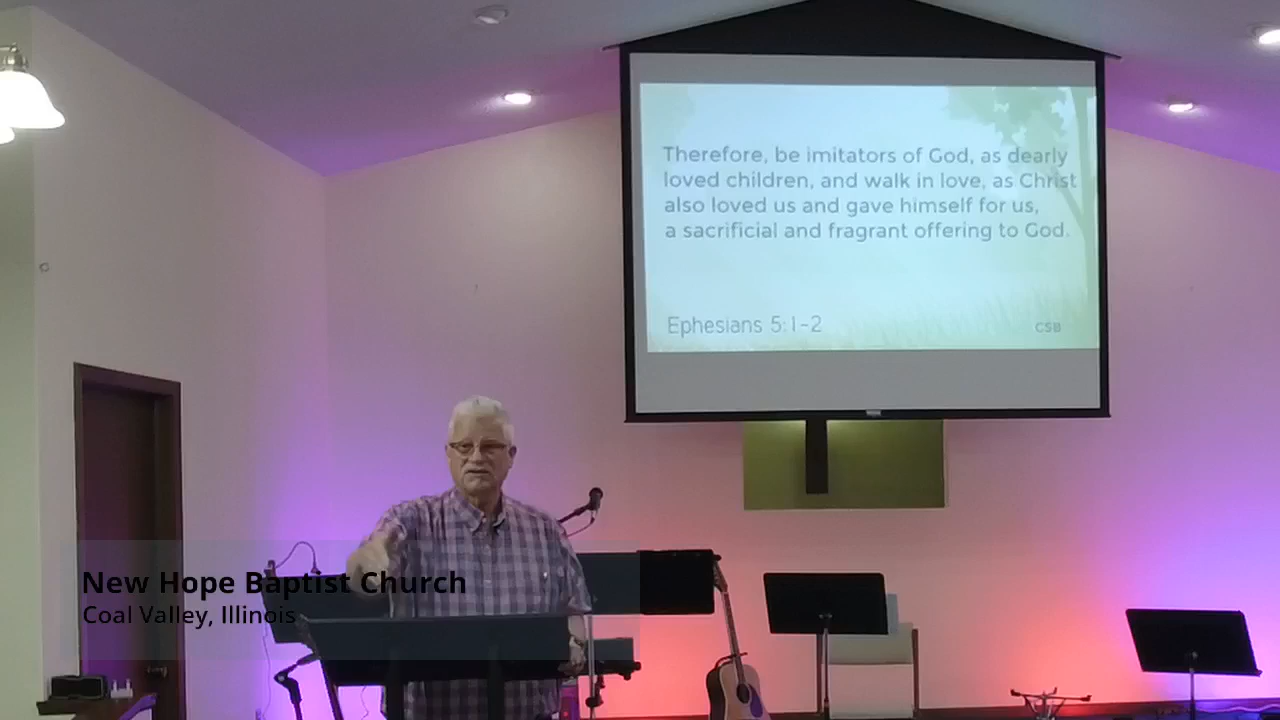 Therefore, be imitators of God, as dearly
loved children, and walk in love, as Christ
also loved us and gave himself for us,
a sacrificial and fragrant offering to God.
Ephesians 5:1-2
CSB
New Hope Baptist Church
Coal Valley, Illinois